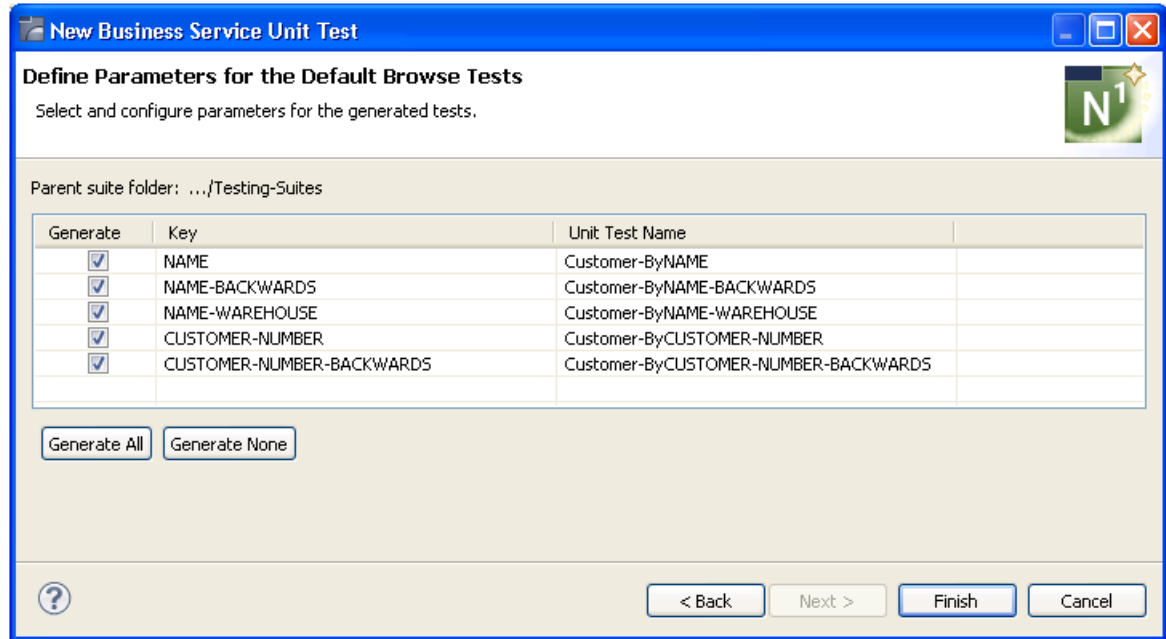 New Business Service Unit Test
Define Parameters for the Default Browse Tests
Select and configure parameters for the generated tests.
N1
Parent suite folder: .../Testing-Suites
Generate Key Unit Test Name
NAME Customer-ByNAME
NAME-BACKWARDS Customer-ByNAME-BACKWARDS
NAME-WAREHOUSE Customer-ByNAME-WAREHOUSE
CUSTOMER-NUMBER Customer-ByCUSTOMER-NUMBER
CUSTOMER-NUMBER-BACKWARDS Customer-ByCUSTOMER-NUMBER-BACKWARDS
Generate All Generate None
? < Back Next > Finish Cancel